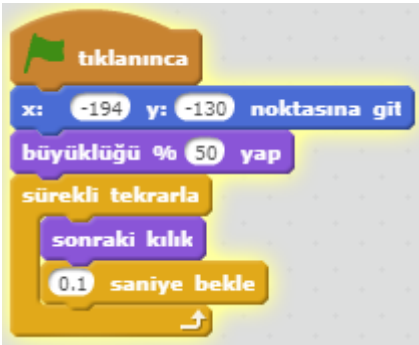 tıklanınca
x: -194 y: -130 noktasına git
büyüklüğü % 50 yap
sürekli tekrarla
sonraki kılık
0.1 saniye bekle